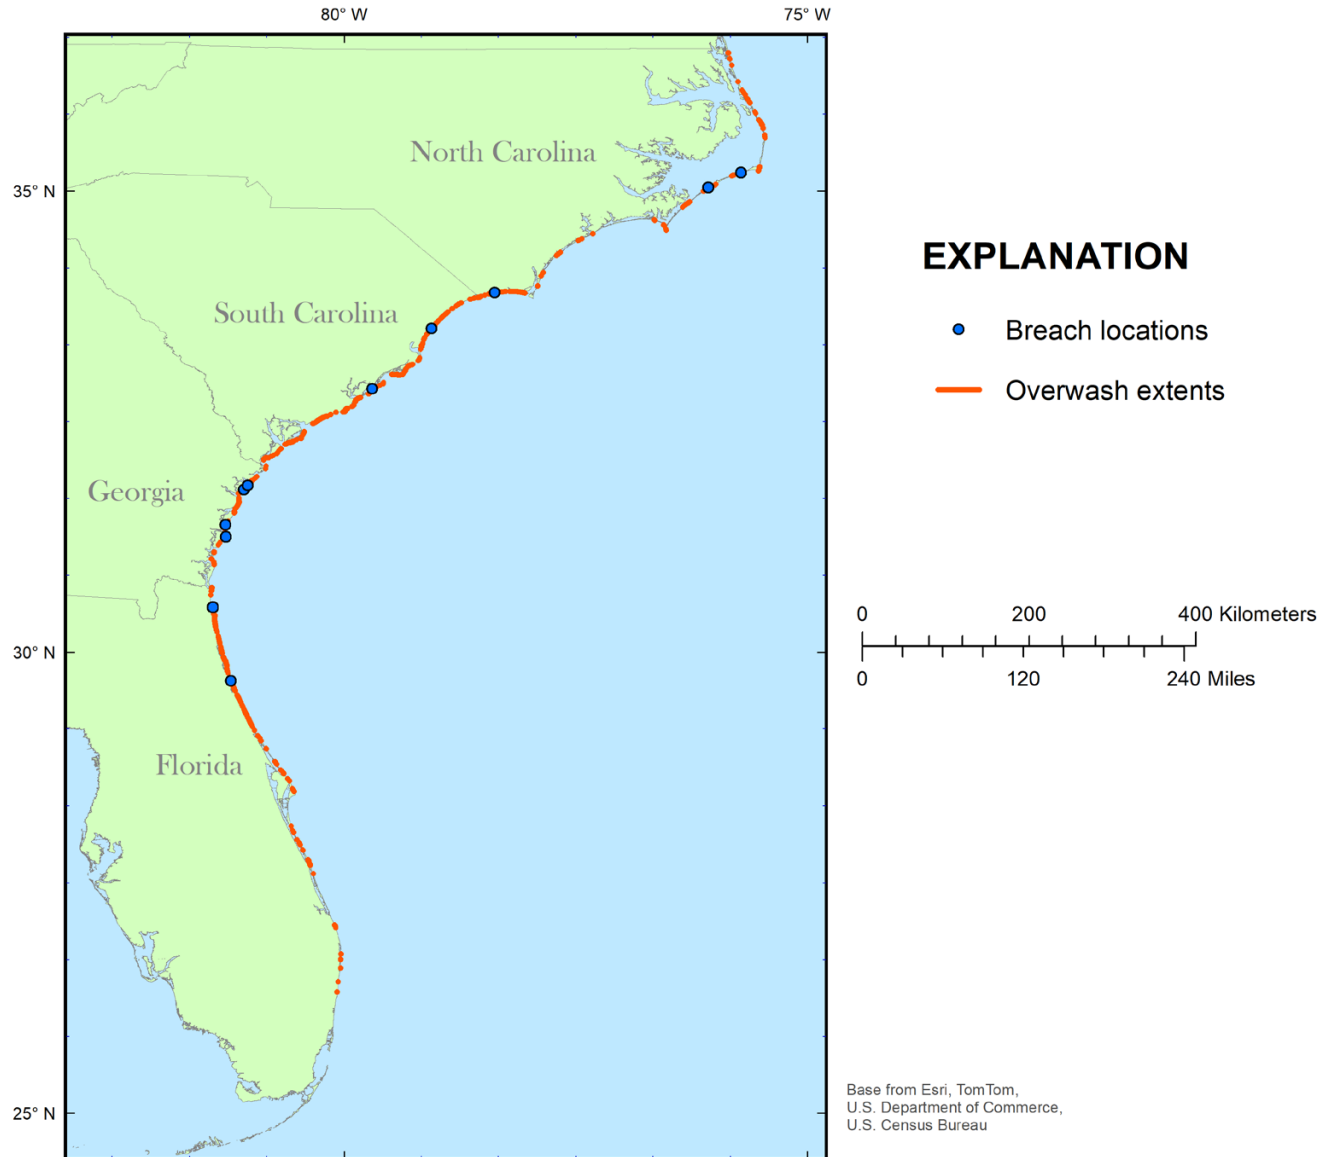 80° W 75° W
North Carolina
35° N
EXPLANATION
South Carolina
Breach locations
Overwash extents
Georgia
0 200 400 Kilometers
30° N
0 120 240 Miles
Florida
Base from Esri, TomTom,
U.S. Department of Commerce,
U.S. Census Bureau
25° N